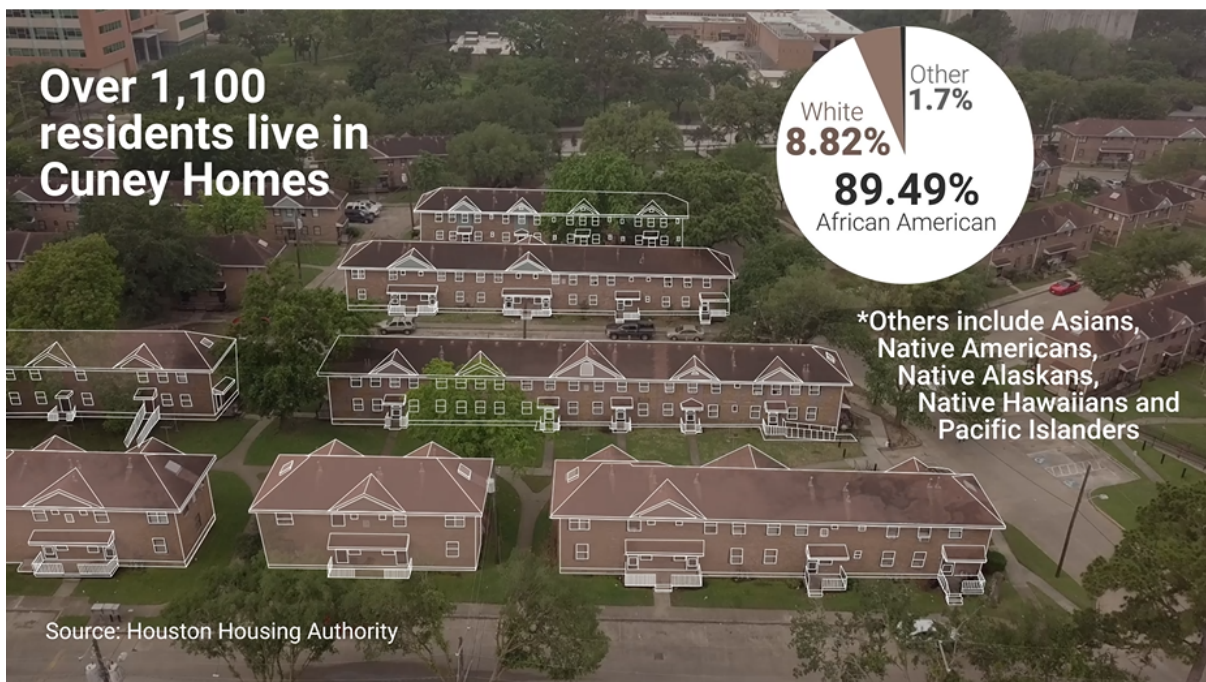 Over 1,100
residents live in
Cuney Homes
Other
1.7%
White
8.82%
89.49%
African American
*Others include Asians,
Native Americans,
Native Alaskans,
Native Hawaiians and
Pacific Islanders
Source: Houston Housing Authority